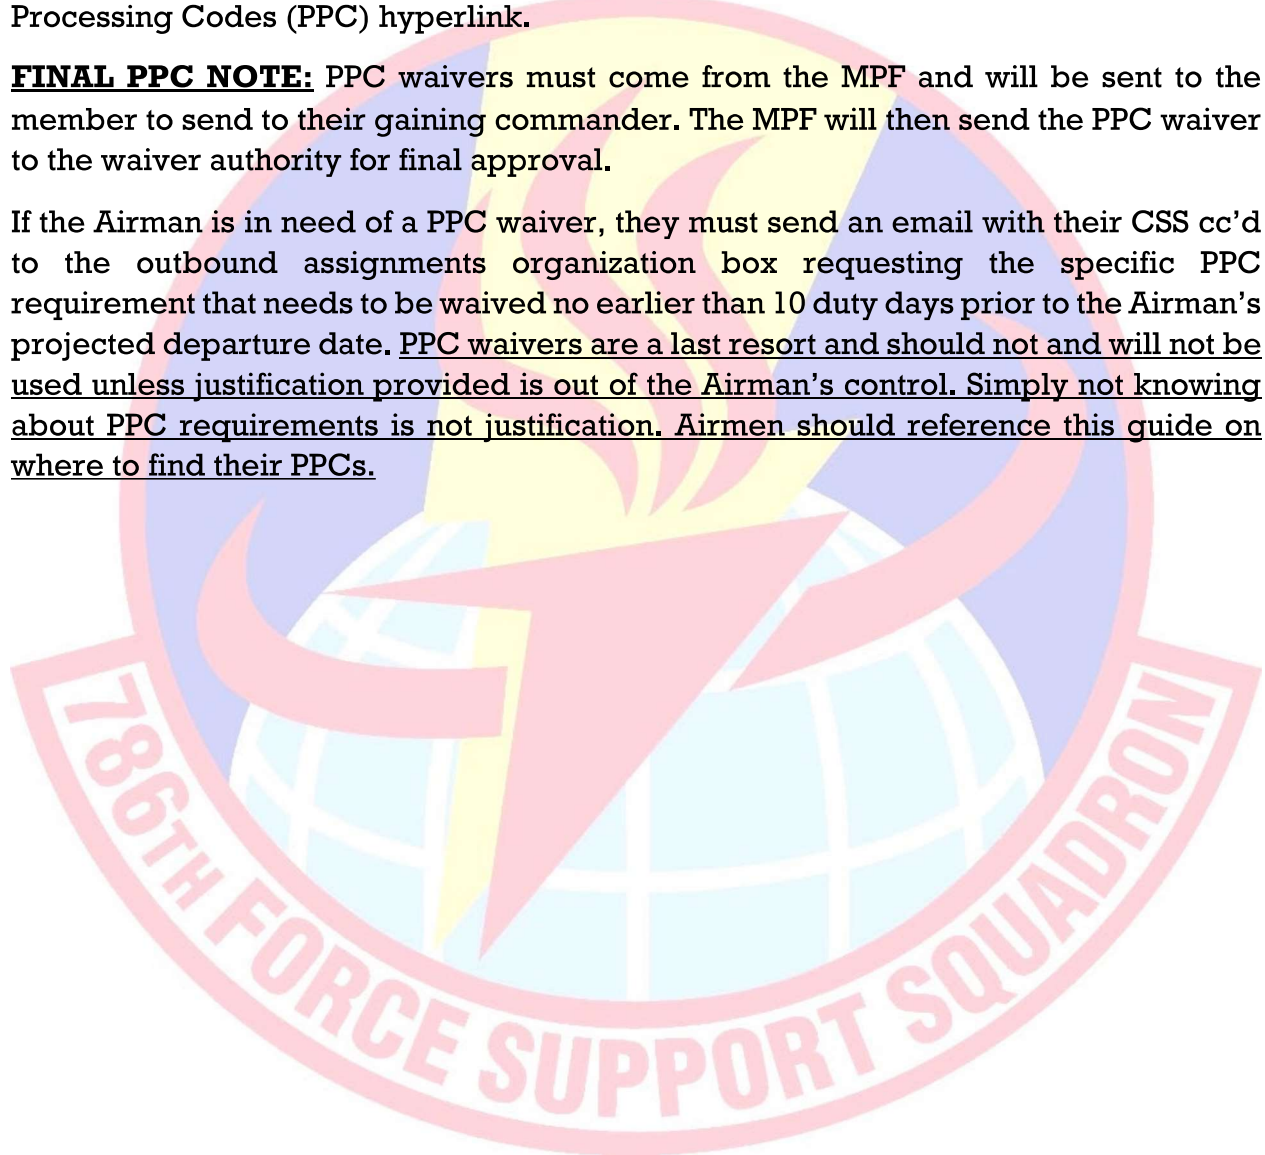 Processing Codes (PPC) hyperlink.
FINAL PPC NOTE: PPC waivers must come from the MPF and will be sent to the
member to send to their gaining commander. The MPF will then send the PPC waiver
to the waiver authority for final approval.
If the Airman is in need of a PPC waiver, they must send an email with their CSS cc’d
to the outbound assignments organization box requesting the specific PPC
requirement that needs to be waived no earlier than 10 duty days prior to the Airman’s
projected departure date. PPC waivers are a last resort and should not and will not be
used unless justification provided is out of the Airman’s control. Simply not knowing
about PPC requirements is not justification. Airmen should reference this guide on
where to find their PPCs.
786TH FORCE SUPPORT SQUADRON